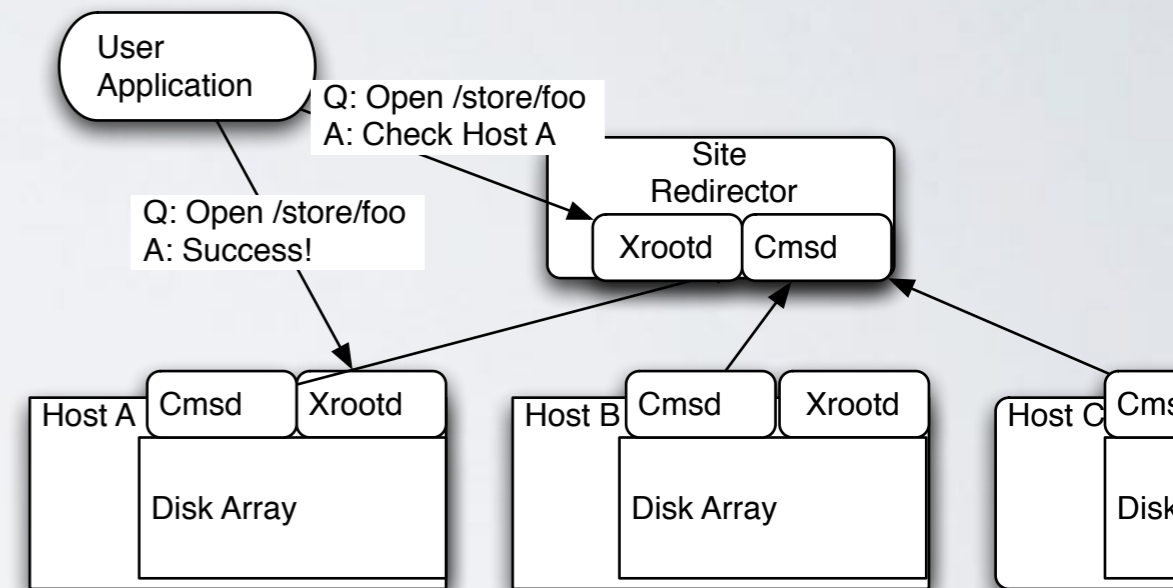 User
Application
Q: Open /store/foo
A: Check Host A
Site
Redirector
Q: Open /store/foo
A: Success!
Xrootd
Cmsd
Host A
Cmsd
Xrootd
Host B
Cmsd
Xrootd
Host C
Disk Array
Disk Array